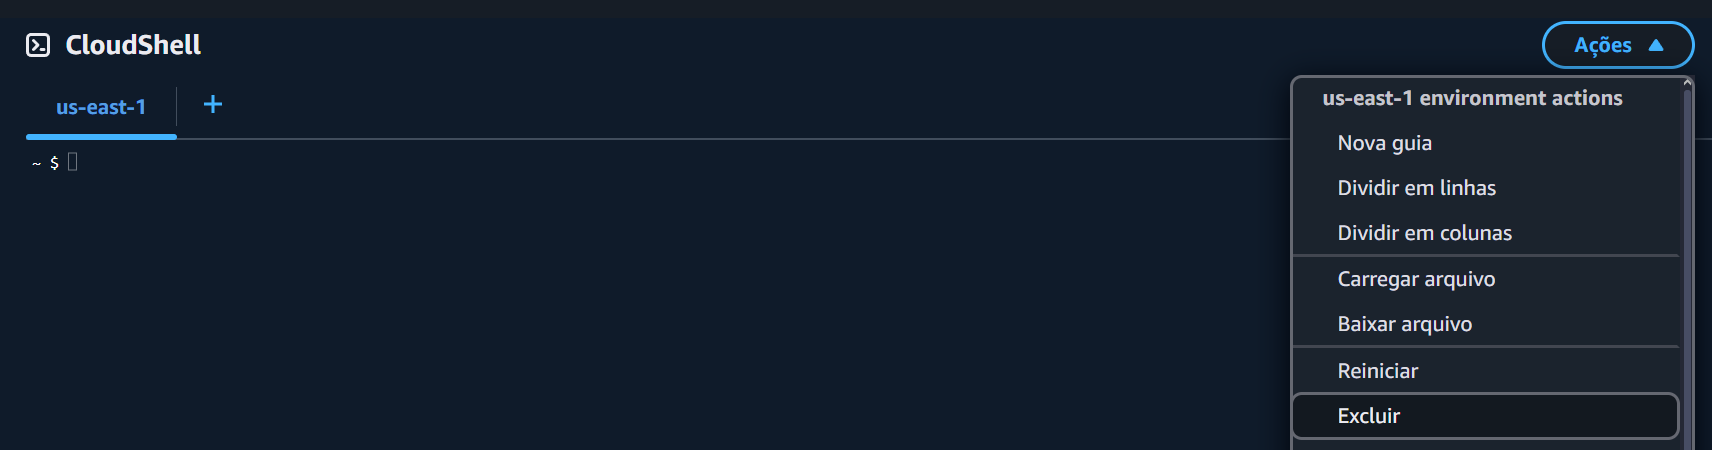 CloudShell
Ações
us-east-1
+
~ $
us-east-1 environment actions
Nova guia
Dividir em linhas
Dividir em colunas
Carregar arquivo
Baixar arquivo
Reiniciar
Excluir